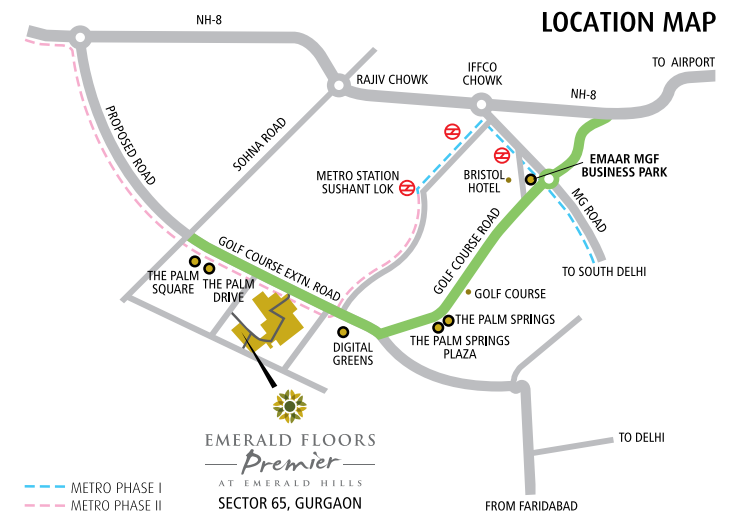 LOCATION MAP
NH-8
IFFCO
CHOWK
TO AIRPORT
RAJIV CHOWK
NH-8
PROPOSED ROAD
SOHNA ROAD
METRO STATION
SUSHANT LOK
BRISTOL
HOTEL
EMAAR MGF
BUSINESS PARK
MG ROAD
GOLF COURSE ROAD
TO SOUTH DELHI
GOLF COURSE EXTN. ROAD
THE PALM
SQUARE
THE PALM
DRIVE
GOLF COURSE
THE PALM SPRINGS
THE PALM SPRINGS
PLAZA
DIGITAL
GREENS
EMERALD FLOORS
Premier
AT EMERALD HILLS
SECTOR 65, GURGAON
TO DELHI
FROM FARIDABAD
METRO PHASE I
METRO PHASE II